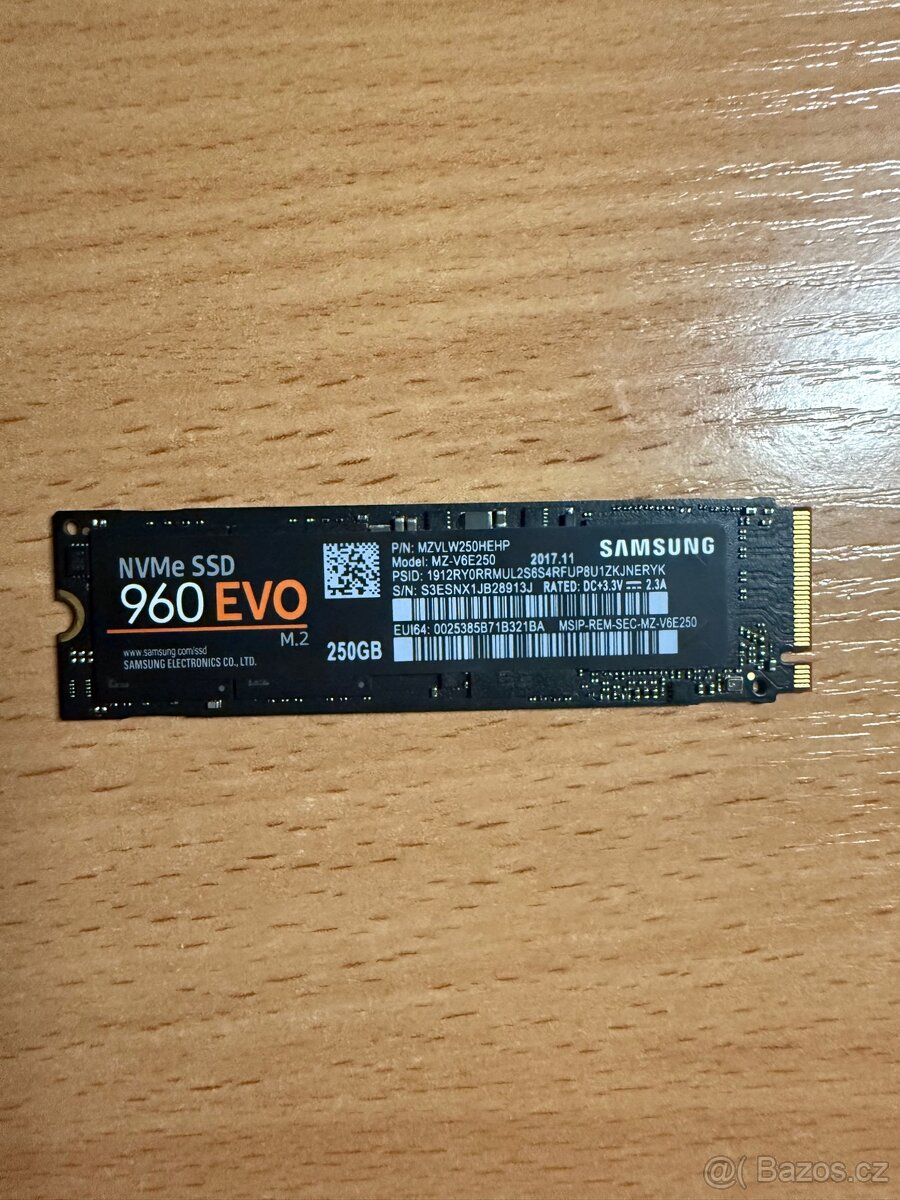 NVMe SSD
960 EVO
M.2
www.samsung.com/ssd
SAMSUNG ELECTRONICS CO., LTD.
250GB
P/N: MZVLW250HEHP
Model: MZ-V6E250 2017.11
SAMSUNG
PSID: 1912RY0RRMUL2S6S4RFUP8U1ZKJNERYK
S/N: S3ESNX1JB28913J RATED: DC+3.3V⎓ 2.3A
EUI64: 0025385B71B321BA MSIP-REM-SEC-MZ-V6E250
@( Bazos.cz